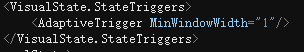 <VisualState.StateTriggers>
<AdaptiveTrigger MinWindowWidth="1"/>
</VisualState.StateTriggers>